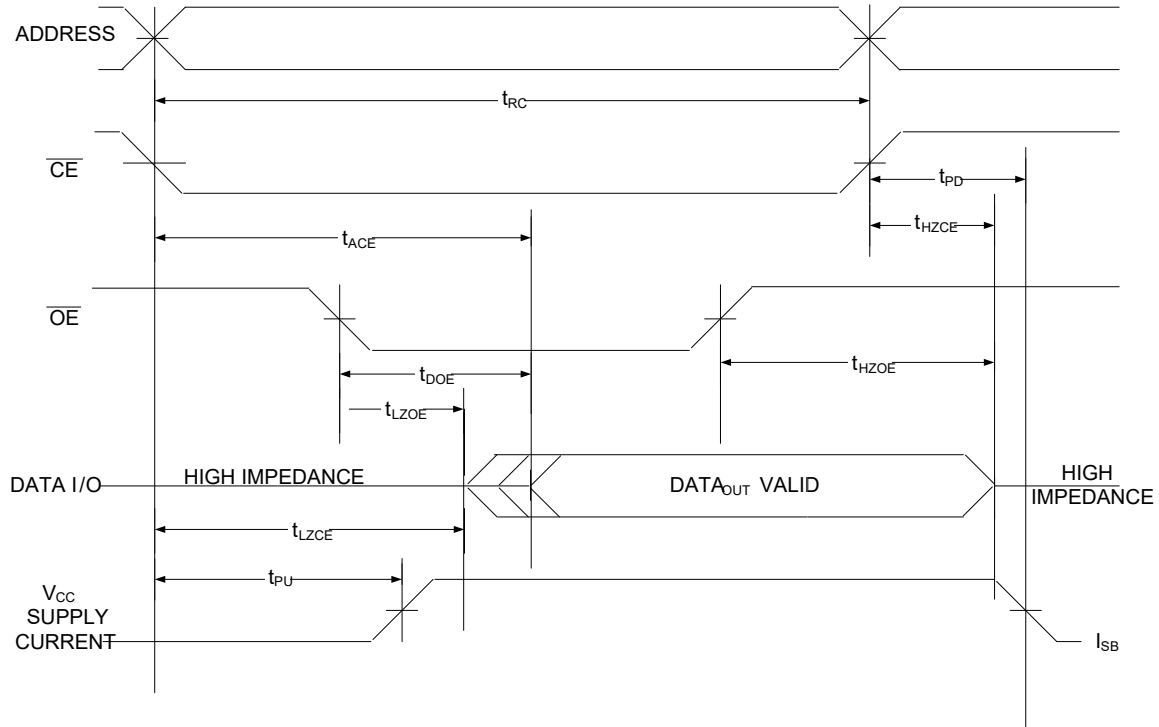 ADDRESS
tRC
CE
tPD
tHZCE
tACE
OE
tHZOE
tDOE
tLZOE
DATA I/O
HIGH IMPEDANCE
DATAOUT VALID
HIGH
IMPEDANCE
tLZCE
tPU
VCC
SUPPLY
CURRENT
ISB